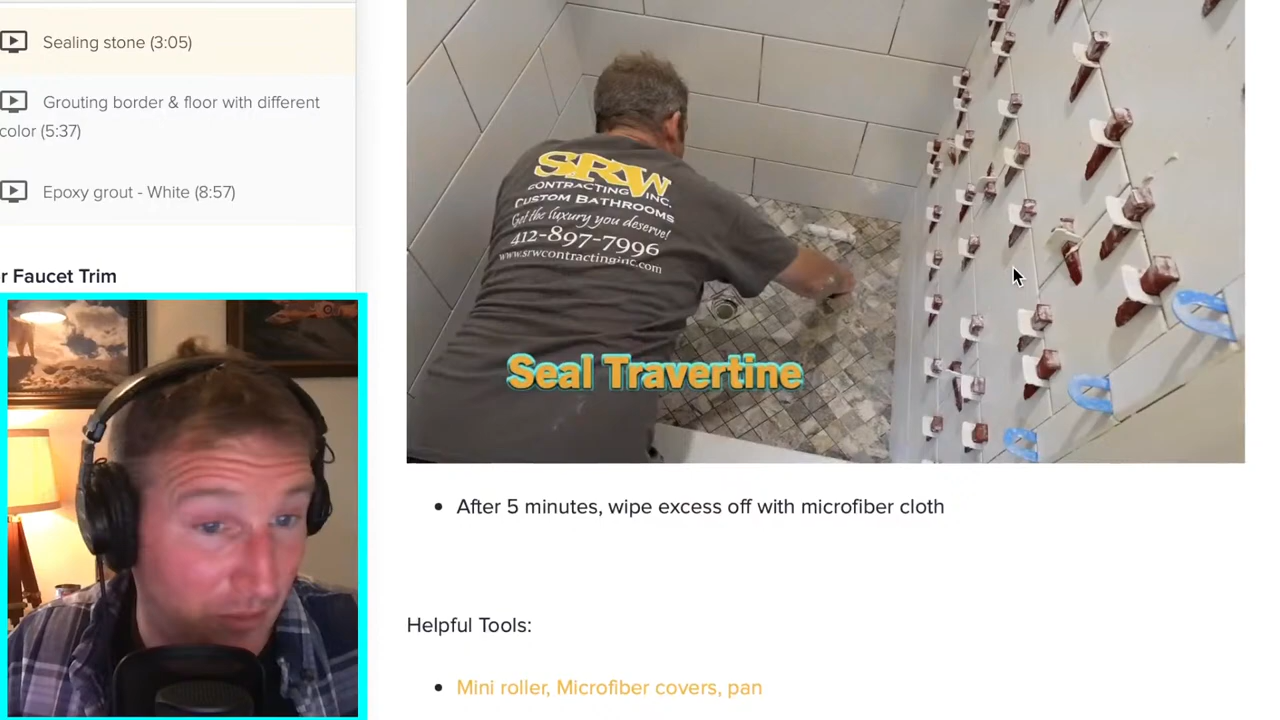 Sealing stone (3:05)
Grouting border & floor with different
color (5:37)
Epoxy grout - White (8:57)
r Faucet Trim
SRW
CONTRACTING INC.
CUSTOM BATHROOMS
Get the luxury you deserve!
412-897-7996
www.srwcontractinginc.com
Seal Travertine
After 5 minutes, wipe excess off with microfiber cloth
Helpful Tools:
Mini roller, Microfiber covers, pan